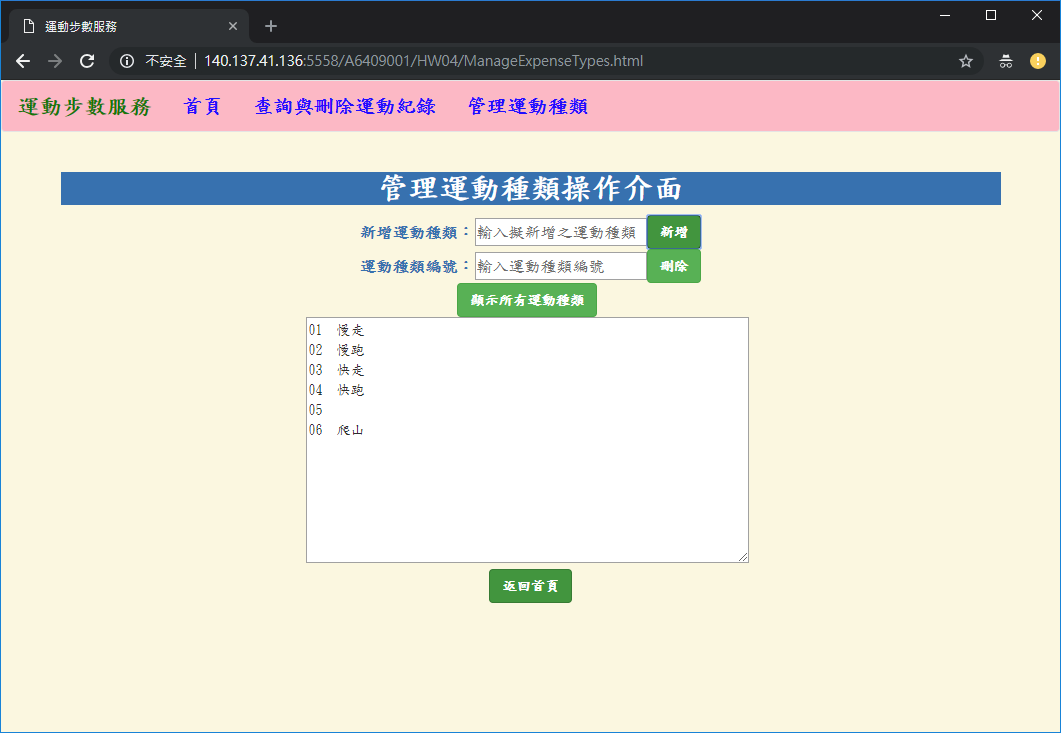 運動步數服務
不安全 140.137.41.136:5558/A6409001/HW04/ManageExpenseTypes.html
運動步數服務 首頁 查詢與刪除運動紀錄 管理運動種類
管理運動種類操作介面
新增運動種類： 輸入擬新增之運動種類 新增
運動種類編號： 輸入運動種類編號 刪除
顯示所有運動種類
01 慢走
02 慢跑
03 快走
04 快跑
05
06 爬山
返回首頁